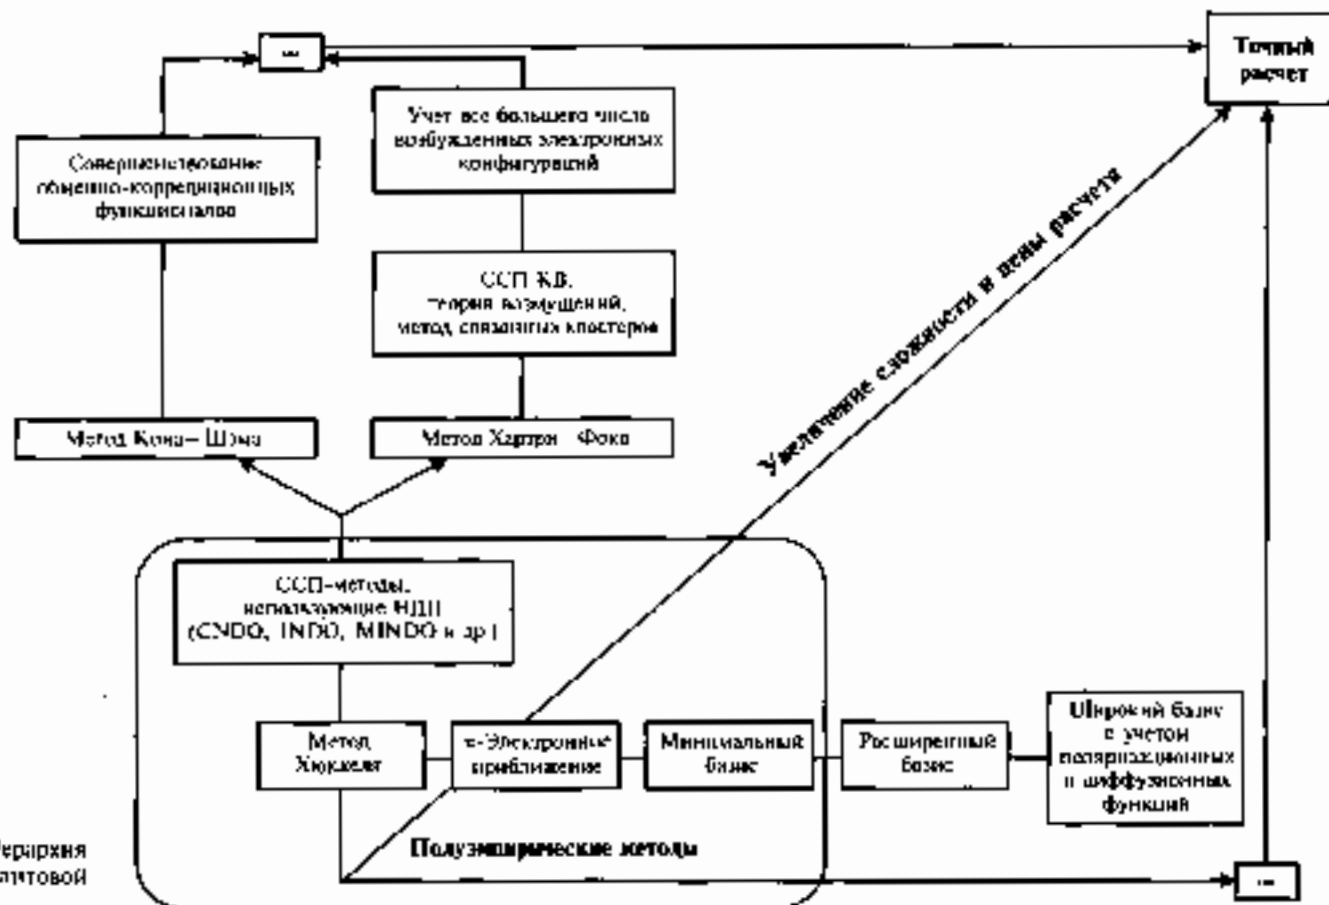 ...
Точный
расчет
Учет все большего числа
возбужденных электронных
конфигураций
Совершенствование
обменно-корреляционных
функционалов
ССП КВ,
теория возмущений,
метод связанных кластеров
Метод Кона–Шэма
Метод Хартри–Фока
Увеличение сложности и цены расчета
ССП-методы,
использующие НДП
(CNDO, INDO, MINDO и др.)
Метод
Хюккеля
π-Электронное
приближение
Минимальный
базис
Расширенный
базис
Широкий базис
с учетом
поляризационных
и диффузионных
функций
Полуэмпирические методы
...
ерархия
антовой